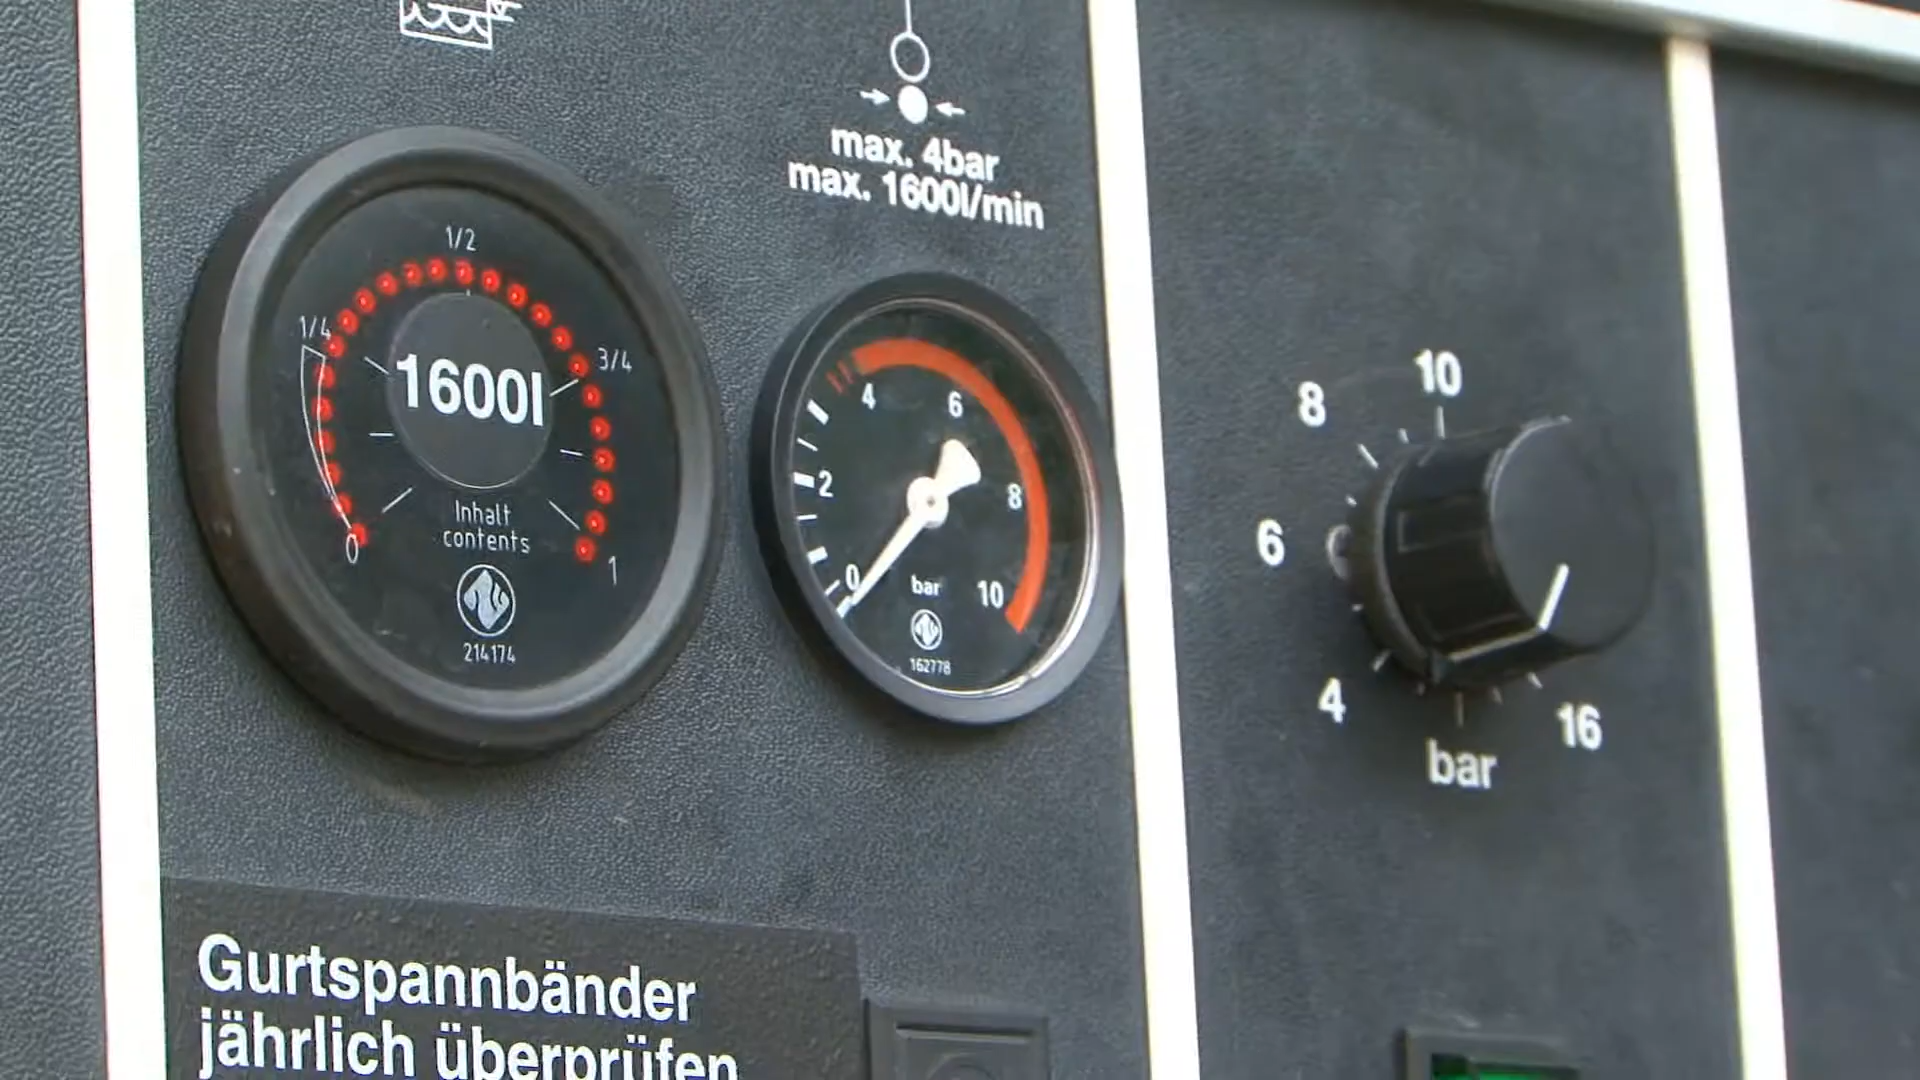 max. 4bar
max. 1600l/min
1/2
1/4
3/4
1600l
Inhalt
contents
0
1
214174
4
6
2
8
0
bar
10
162778
10
8
6
4
16
bar
Gurtspannbänder
jährlich überprüfen